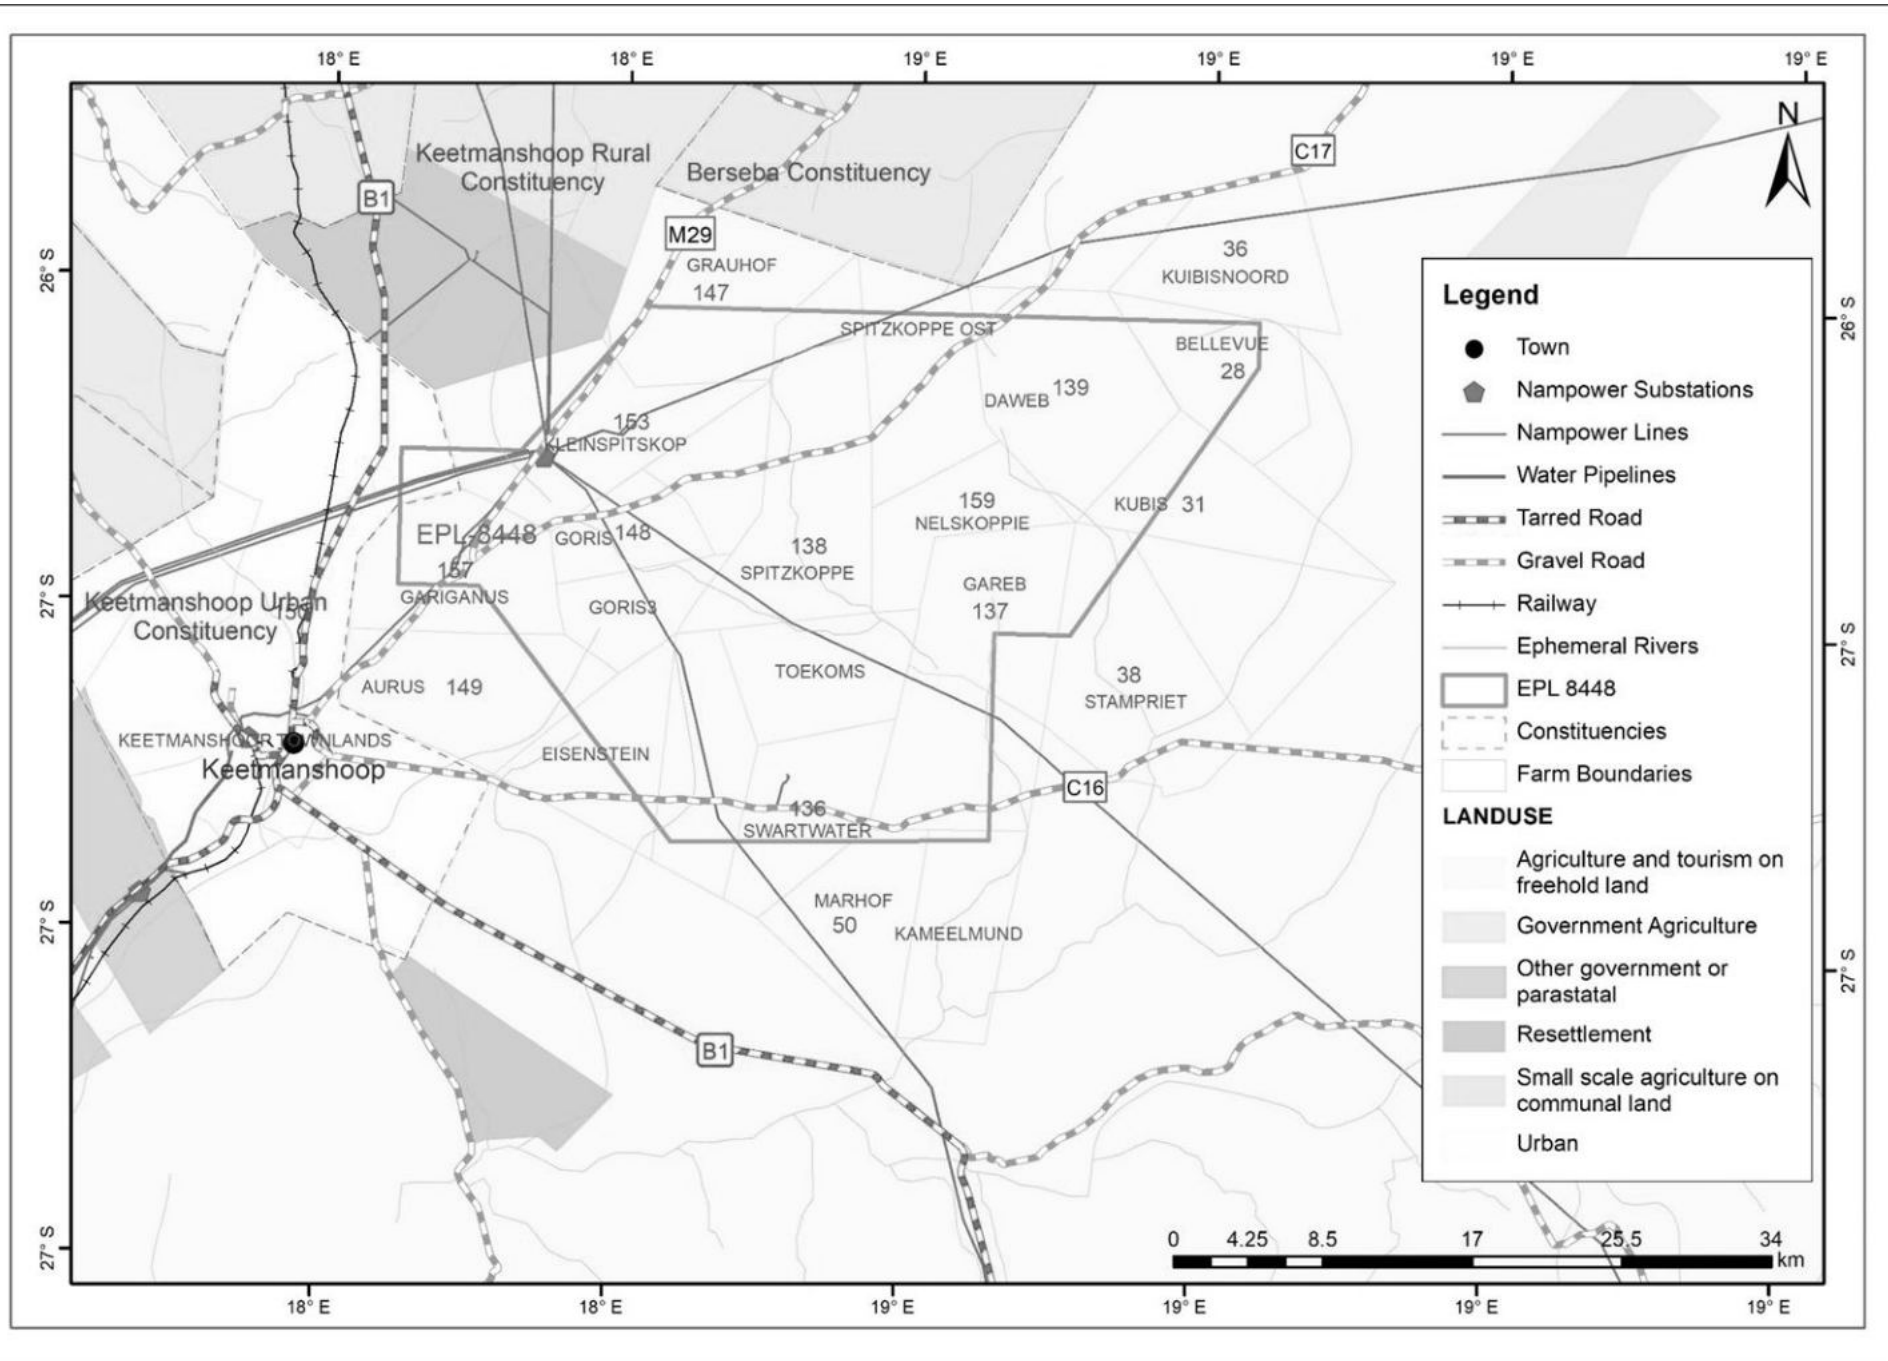 18° E 18° E 19° E 19° E 19° E 19° E
N
C17
Keetmanshoop Rural
Constituency
Berseba Constituency
B1
M29
26° S
GRAUHOF
147
36
KUIBISNOORD
26° S
SPITZKOPPE OST
BELLEVUE
28
DAWEB 139
153
KLEINSPITSKOP
159
NELSKOPPIE
KUBIS 31
EPL-8448
GORIS 148
138
SPITZKOPPE
157
GARIGANUS
GAREB
137
27° S
Keetmanshoop Urban
Constituency
GORIS3
27° S
TOEKOMS
AURUS 149
38
STAMPRIET
KEETMANSHOOP TOWNLANDS
Keetmanshoop
EISENSTEIN
C16
136
SWARTWATER
MARHOF
50
KAMEELMUND
27° S
27° S
B1
27° S
Legend
Town
Nampower Substations
Nampower Lines
Water Pipelines
Tarred Road
Gravel Road
Railway
Ephemeral Rivers
EPL 8448
Constituencies
Farm Boundaries
LANDUSE
Agriculture and tourism on
freehold land
Government Agriculture
Other government or
parastatal
Resettlement
Small scale agriculture on
communal land
Urban
0 4.25 8.5 17 25.5 34
km
18° E 18° E 19° E 19° E 19° E 19° E